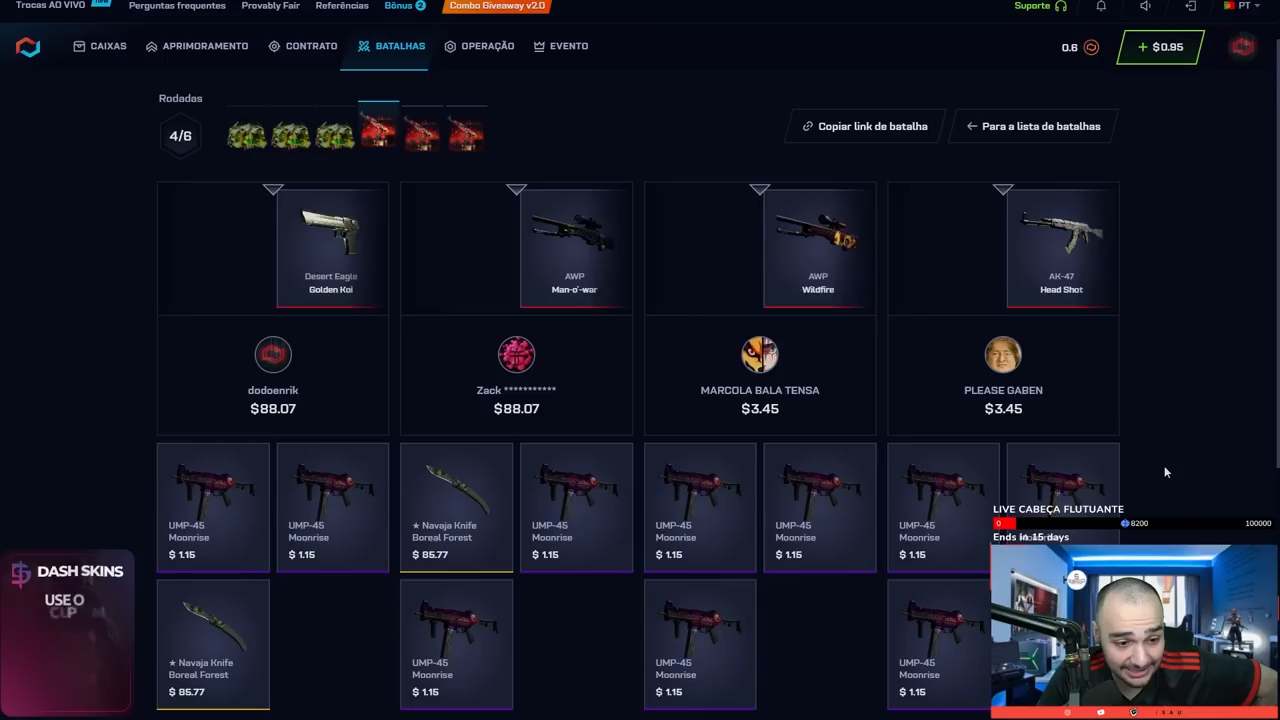 Trocas AO VIVO
Perguntas frequentes
Provably Fair
Referências
Bônus 2
Combo Giveaway v2.0
Suporte
PT
CAIXAS
APRIMORAMENTO
CONTRATO
BATALHAS
OPERAÇÃO
EVENTO
0.6
+ $0.95
Rodadas
4/6
Copiar link de batalha
← Para a lista de batalhas
Desert Eagle
Golden Koi
AWP
Man-o'-war
AWP
Wildfire
AK-47
Head Shot
dodoenrik
$88.07
Zack ***********
$88.07
MARCOLA BALA TENSA
$3.45
PLEASE GABEN
$3.45
UMP-45
Moonrise
$ 1.15
UMP-45
Moonrise
$ 1.15
★ Navaja Knife
Boreal Forest
$ 85.77
UMP-45
Moonrise
$ 1.15
UMP-45
Moonrise
$ 1.15
UMP-45
Moonrise
$ 1.15
UMP-45
Moonrise
$ 1.15
LIVE CABEÇA FLUTUANTE
0
8200
100000
Ends in 15 days
★ Navaja Knife
Boreal Forest
$ 85.77
UMP-45
Moonrise
$ 1.15
UMP-45
Moonrise
$ 1.15
UMP-45
Moonrise
$ 1.15
DASH SKINS
USE O